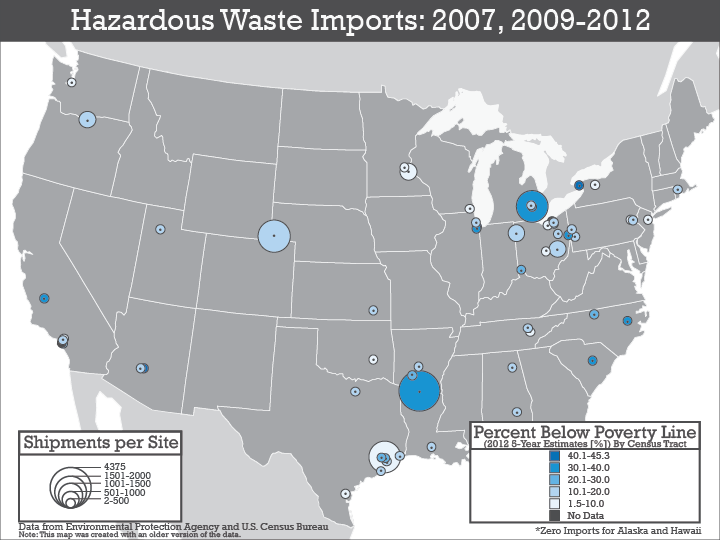 Hazardous Waste Imports: 2007, 2009-2012
Shipments per Site
4375
1501-2000
1001-1500
501-1000
2-500
Percent Below Poverty Line
(2012 5-Year Estimates [%]) By Census Tract
40.1-45.3
30.1-40.0
20.1-30.0
10.1-20.0
1.5-10.0
No Data
Data from Environmental Protection Agency and U.S. Census Bureau
Note: This map was created with an older version of the data.
*Zero Imports for Alaska and Hawaii